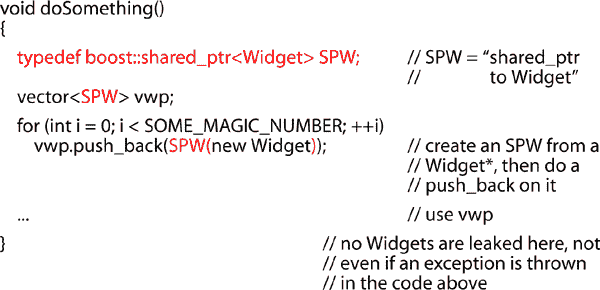 void doSomething()
{
typedef boost::shared_ptr<Widget> SPW; // SPW = “shared_ptr
// to Widget”
vector<SPW> vwp;
for (int i = 0; i < SOME_MAGIC_NUMBER; ++i)
vwp.push_back(SPW(new Widget)); // create an SPW from a
// Widget*, then do a
// push_back on it
... // use vwp
} // no Widgets are leaked here, not
// even if an exception is thrown
// in the code above